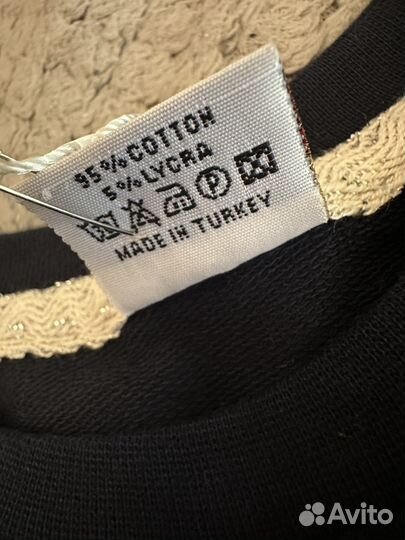 95% COTTON
5% LYCRA
P
MADE IN TURKEY
Avito